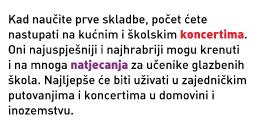 Kad naučite prve skladbe, počet ćete
nastupati na kućnim i školskim koncertima.
Oni najuspješniji i najhrabriji mogu krenuti
i na mnoga natjecanja za učenike glazbenih
škola. Najljepše će biti uživati u zajedničkim
putovanjima i koncertima u domovini i
inozemstvu.